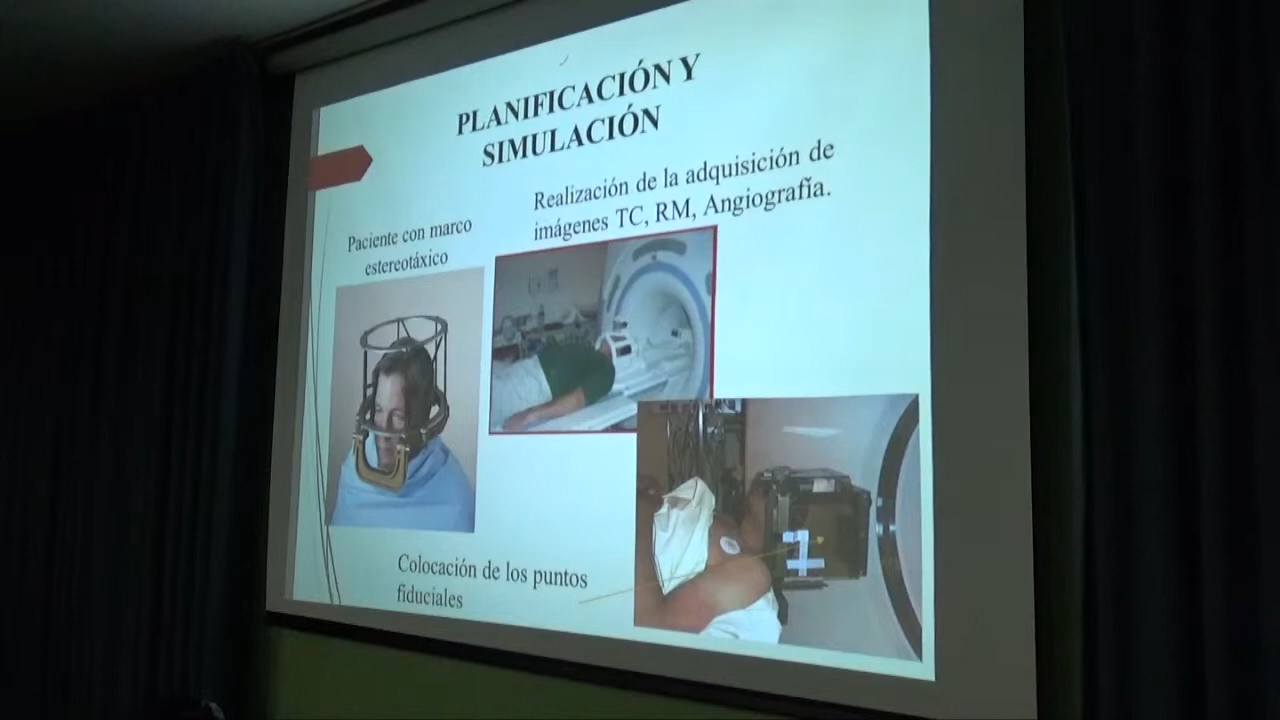 PLANIFICACIÓN Y
SIMULACIÓN
Realización de la adquisición de
imágenes TC, RM, Angiografía.
Paciente con marco
estereotáxico
Colocación de los puntos
fiduciales